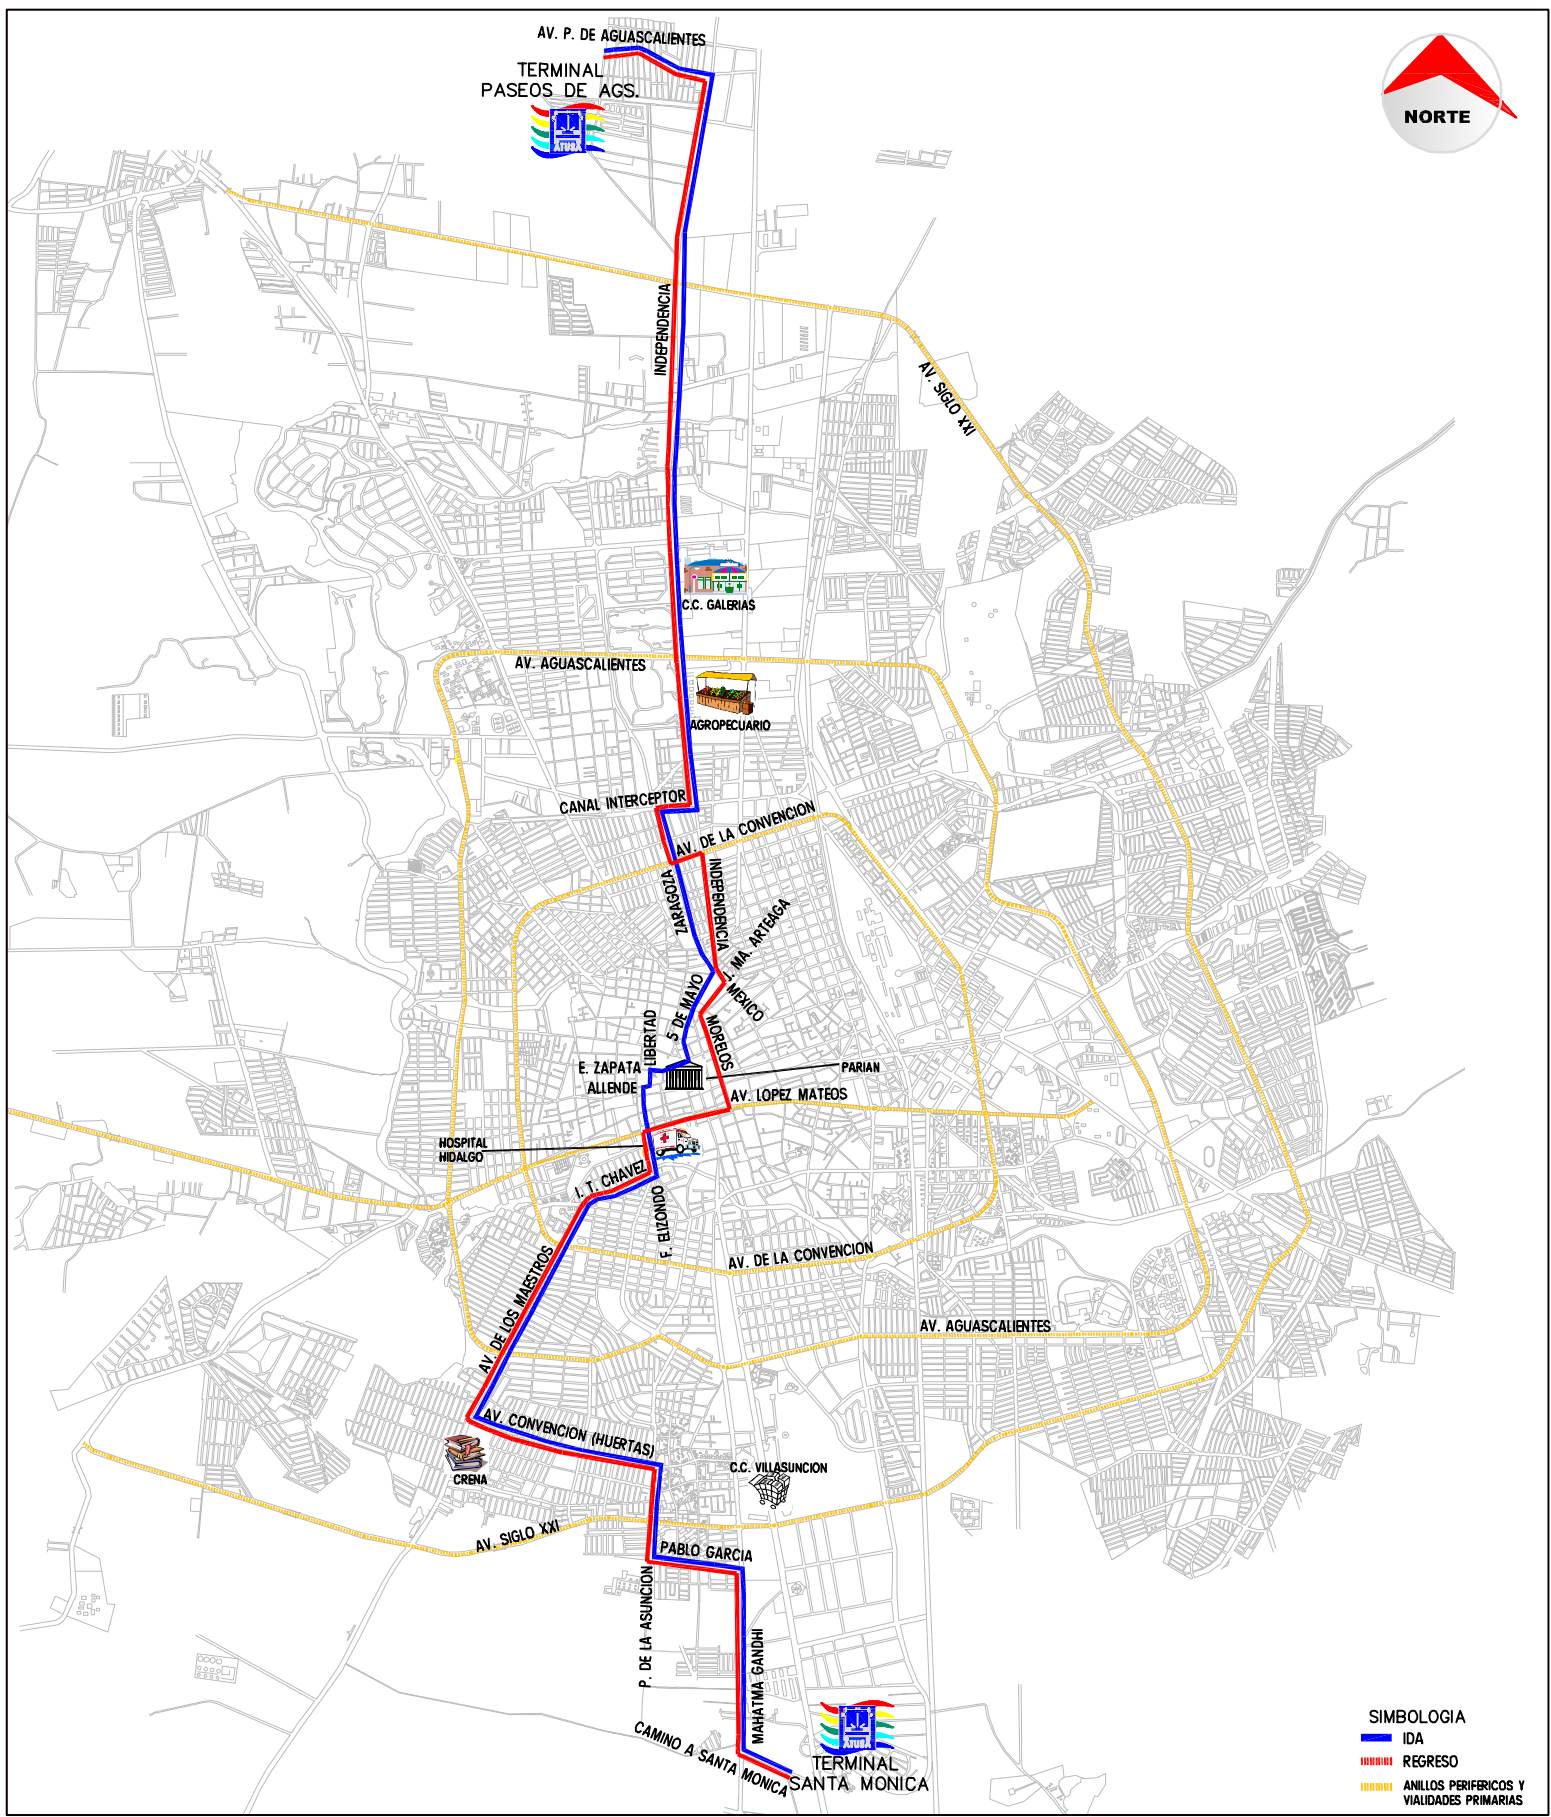 AV. P. DE AGUASCALIENTES
TERMINAL
PASEOS DE AGS.
ATUSA
NORTE
INDEPENDENCIA
AV. SIGLO XXI
C.C. GALERIAS
AV. AGUASCALIENTES
AGROPECUARIO
CANAL INTERCEPTOR
AV. DE LA CONVENCION
ZARAGOZA
INDEPENDENCIA
J. MA. ARTEAGA
MEXICO
5 DE MAYO
MORELOS
LIBERTAD
E. ZAPATA
ALLENDE
PARIAN
AV. LOPEZ MATEOS
HOSPITAL
HIDALGO
I. T. CHAVEZ
F. ELIZONDO
AV. DE LA CONVENCION
AV. DE LOS MAESTROS
AV. AGUASCALIENTES
AV. CONVENCION (HUERTAS)
CRENA
C.C. VILLASUNCION
AV. SIGLO XXI
PABLO GARCIA
P. DE LA ASUNCION
MAHATMA GANDHI
CAMINO A SANTA MONICA
ATUSA
TERMINAL
SANTA MONICA
SIMBOLOGIA
IDA
REGRESO
ANILLOS PERIFERICOS Y
VIALIDADES PRIMARIAS